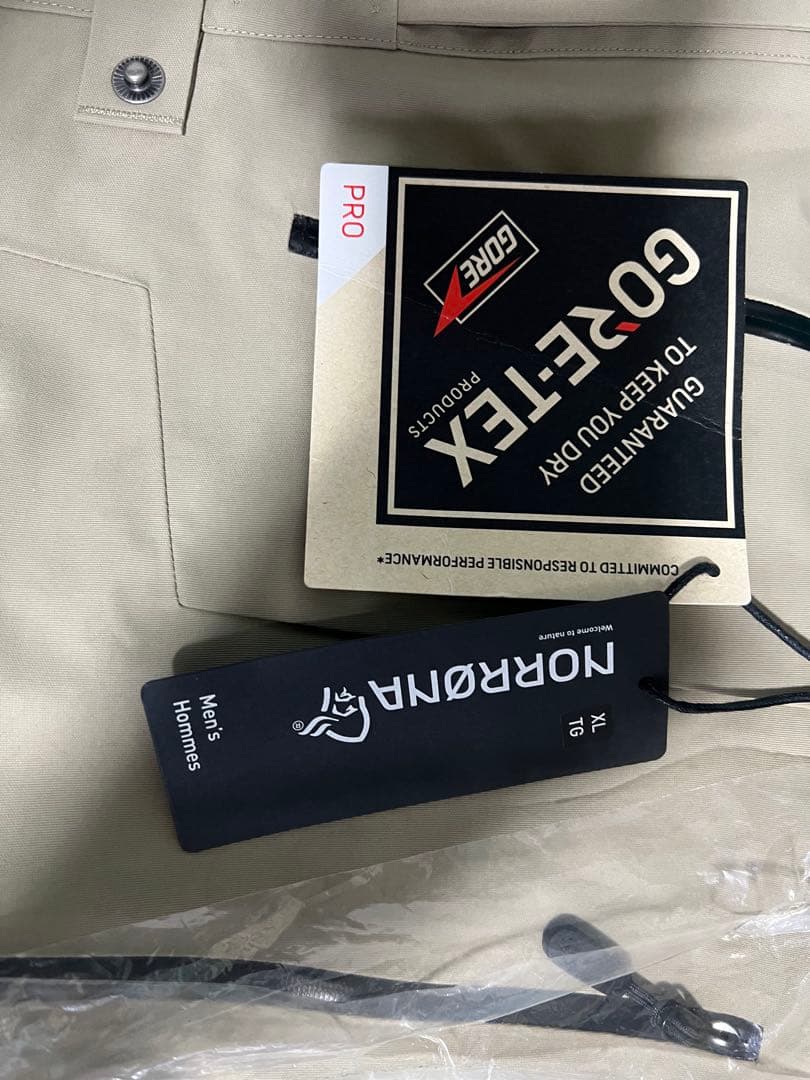 PRO
GORE
GORE-TEX
PRODUCTS
GUARANTEED
TO KEEP YOU DRY
COMMITTED TO RESPONSIBLE PERFORMANCE*
Welcome to nature
NORRØNA
®
XL
TG
Men's
Hommes